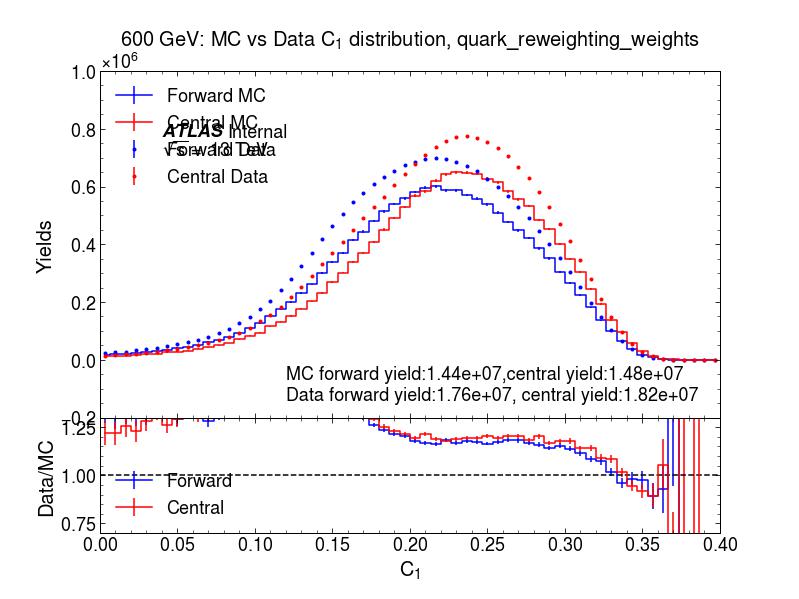 600 GeV: MC vs Data C₁ distribution, quark_reweighting_weights
×10⁶
1.0
0.8
0.6
0.4
0.2
0.0
0.2
Yields
Forward MC
Central MC
ATLAS Internal
√s = 13 TeV
Forward Data
Central Data
MC forward yield:1.44e+07,central yield:1.48e+07
Data forward yield:1.76e+07, central yield:1.82e+07
1.25
1.00
0.75
Data/MC
Forward
Central
0.00 0.05 0.10 0.15 0.20 0.25 0.30 0.35 0.40
C₁